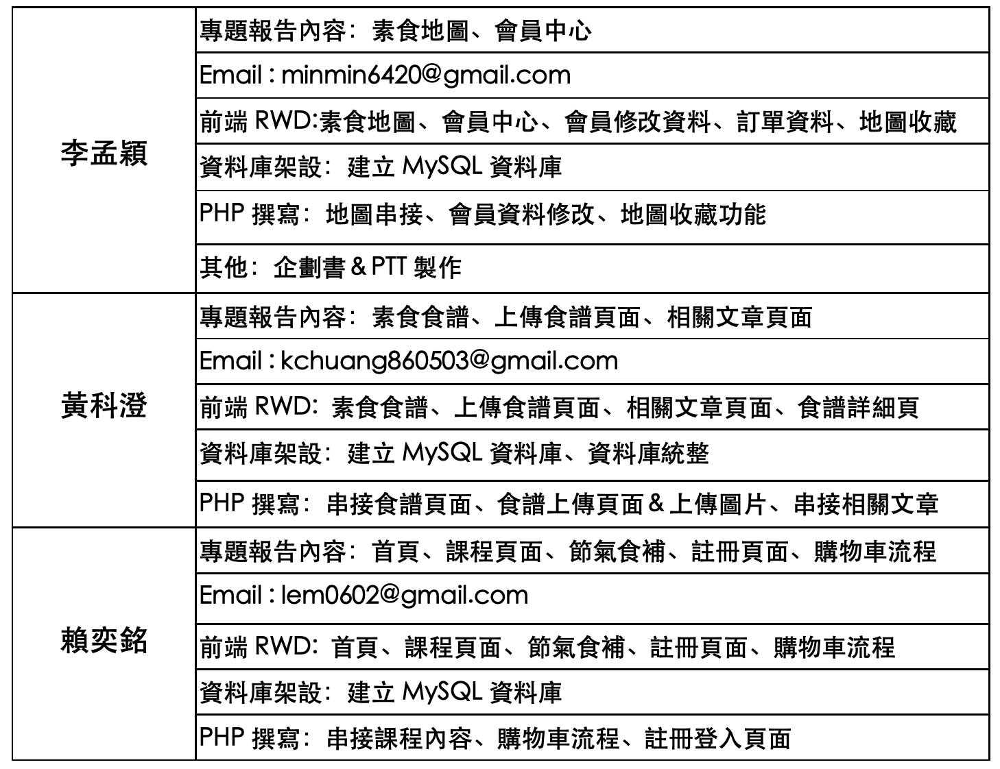 李孟穎
專題報告內容：素食地圖、會員中心
Email : minmin6420@gmail.com
前端 RWD:素食地圖、會員中心、會員修改資料、訂單資料、地圖收藏
資料庫架設：建立 MySQL 資料庫
PHP 撰寫：地圖串接、會員資料修改、地圖收藏功能
其他：企劃書＆PTT 製作
黃科澄
專題報告內容：素食食譜、上傳食譜頁面、相關文章頁面
Email : kchuang860503@gmail.com
前端 RWD：素食食譜、上傳食譜頁面、相關文章頁面、食譜詳細頁
資料庫架設：建立 MySQL 資料庫、資料庫統整
PHP 撰寫：串接食譜頁面、食譜上傳頁面＆上傳圖片、串接相關文章
賴奕銘
專題報告內容：首頁、課程頁面、節氣食補、註冊頁面、購物車流程
Email : lem0602@gmail.com
前端 RWD：首頁、課程頁面、節氣食補、註冊頁面、購物車流程
資料庫架設：建立 MySQL 資料庫
PHP 撰寫：串接課程內容、購物車流程、註冊登入頁面